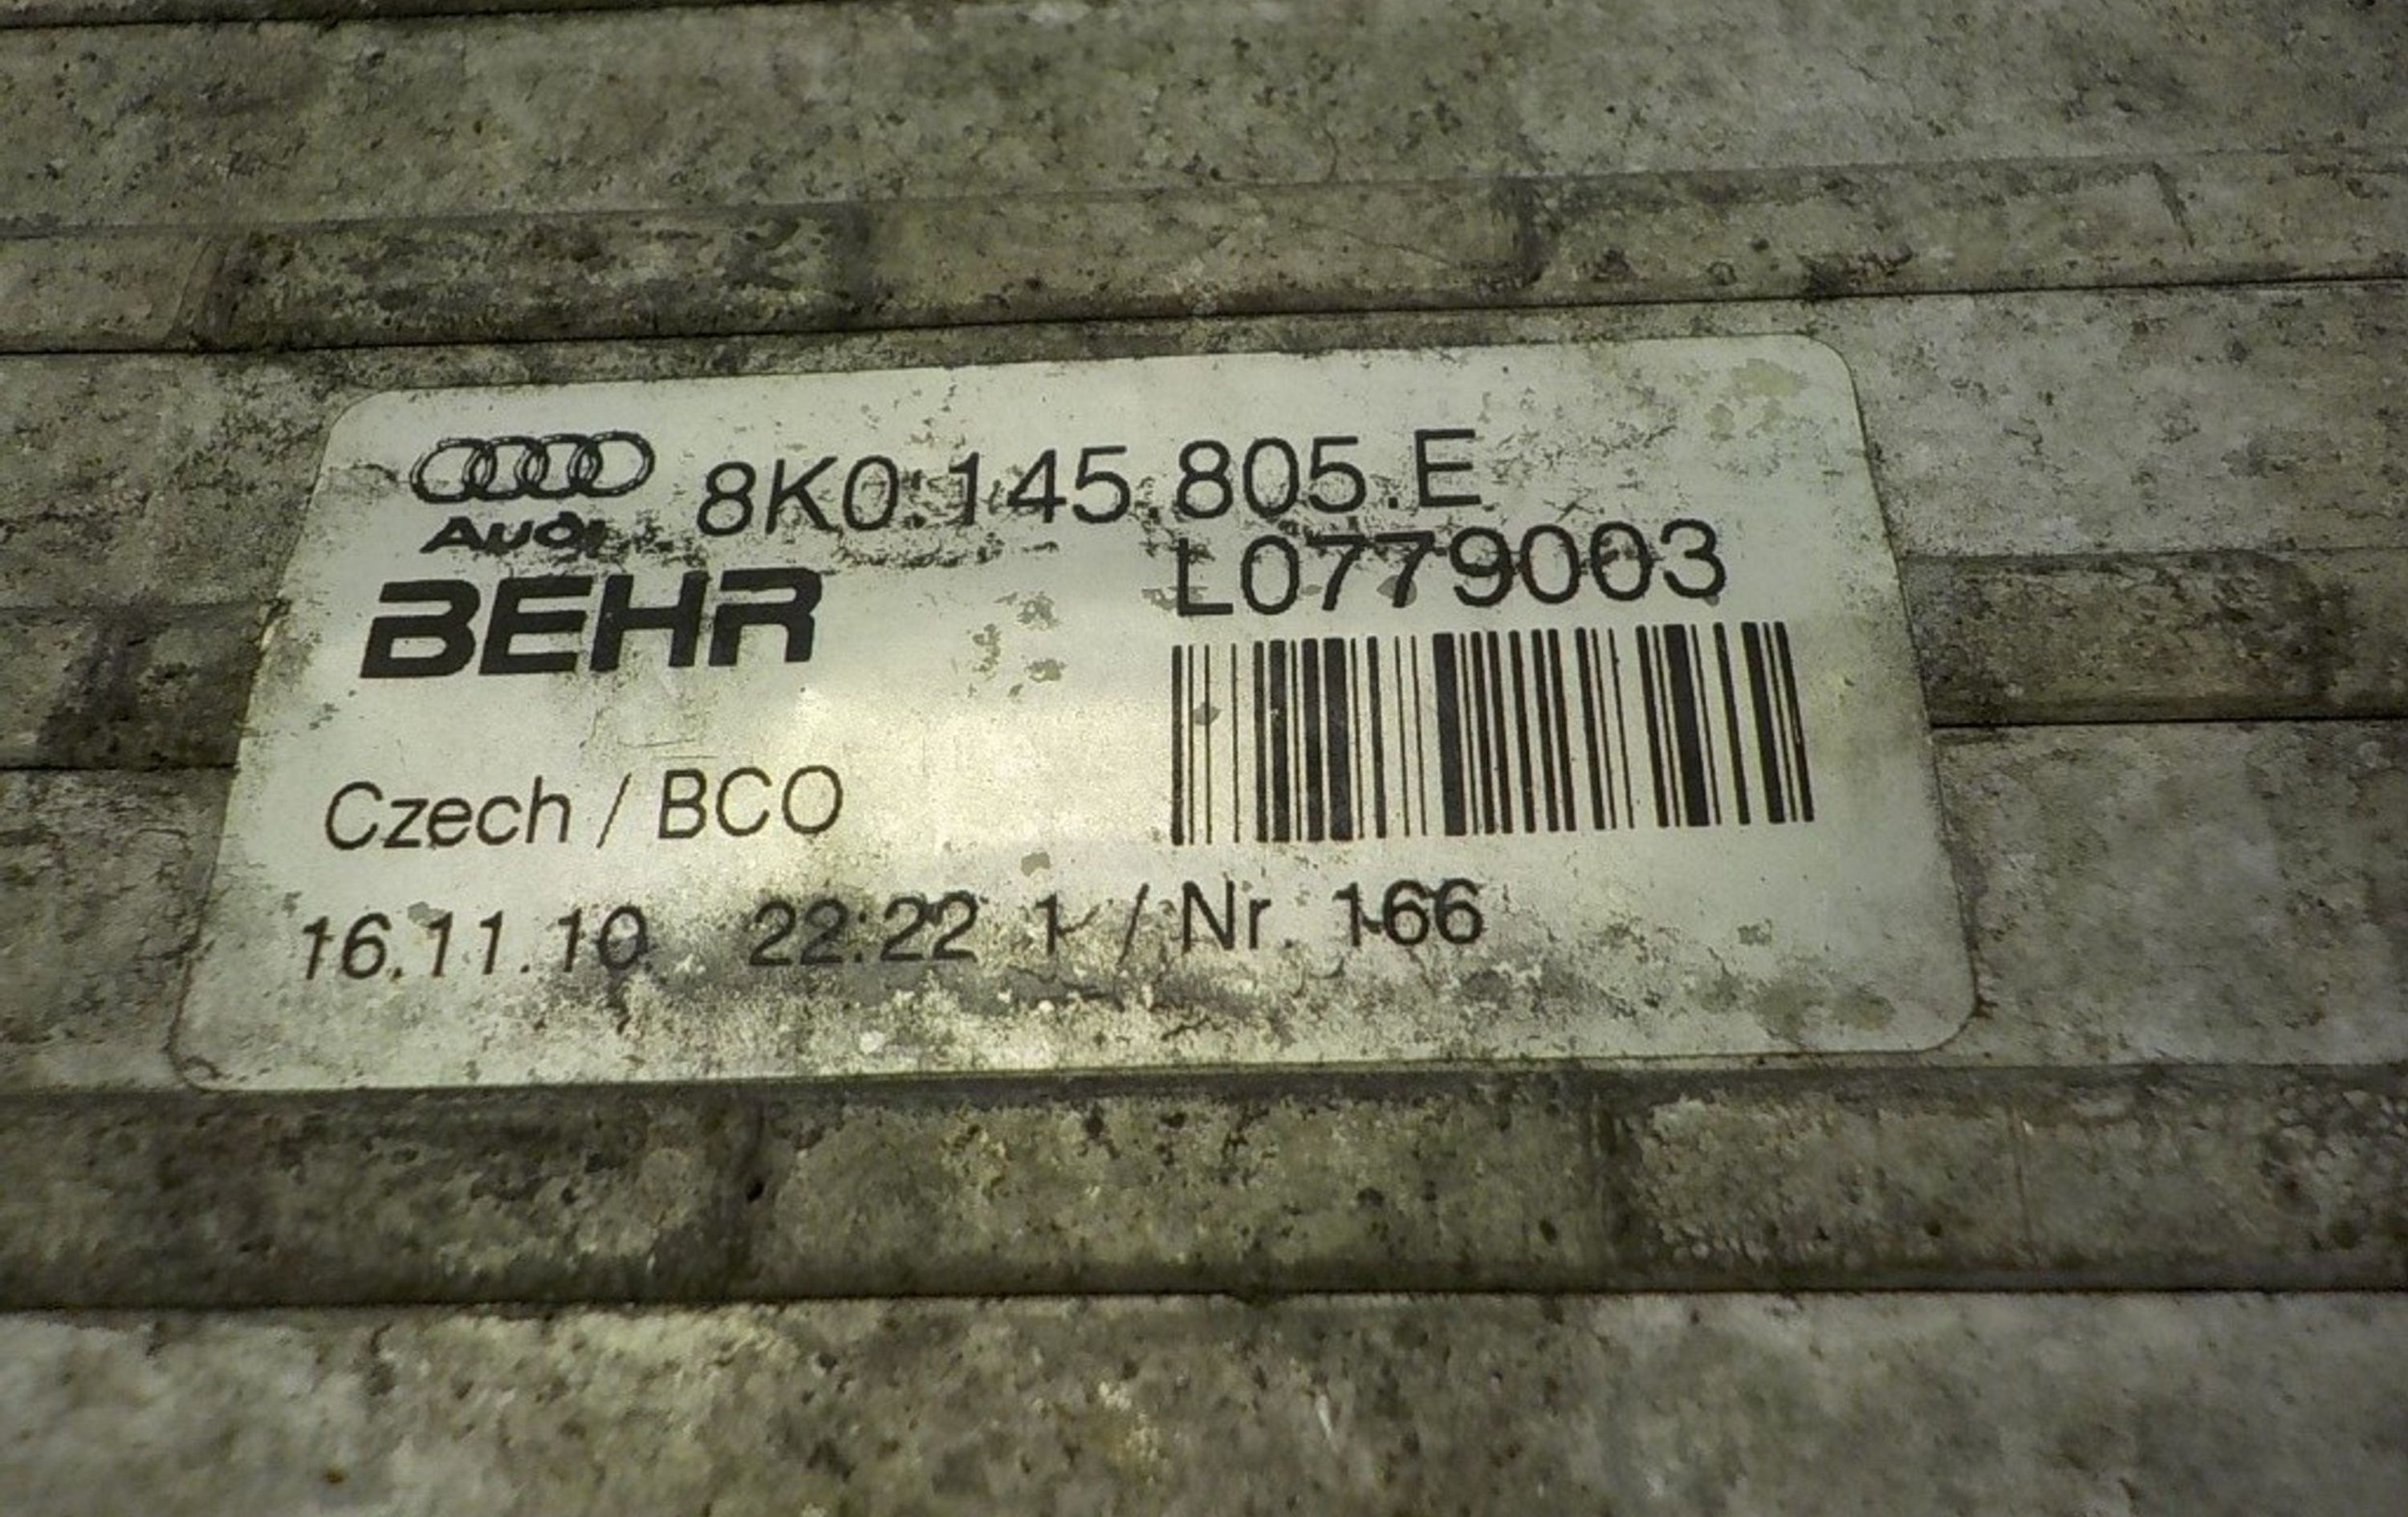 8K0.145.805.E
Audi
L0779003
BEHR
Czech / BCO
16.11.10 22:22 1 / Nr. 166